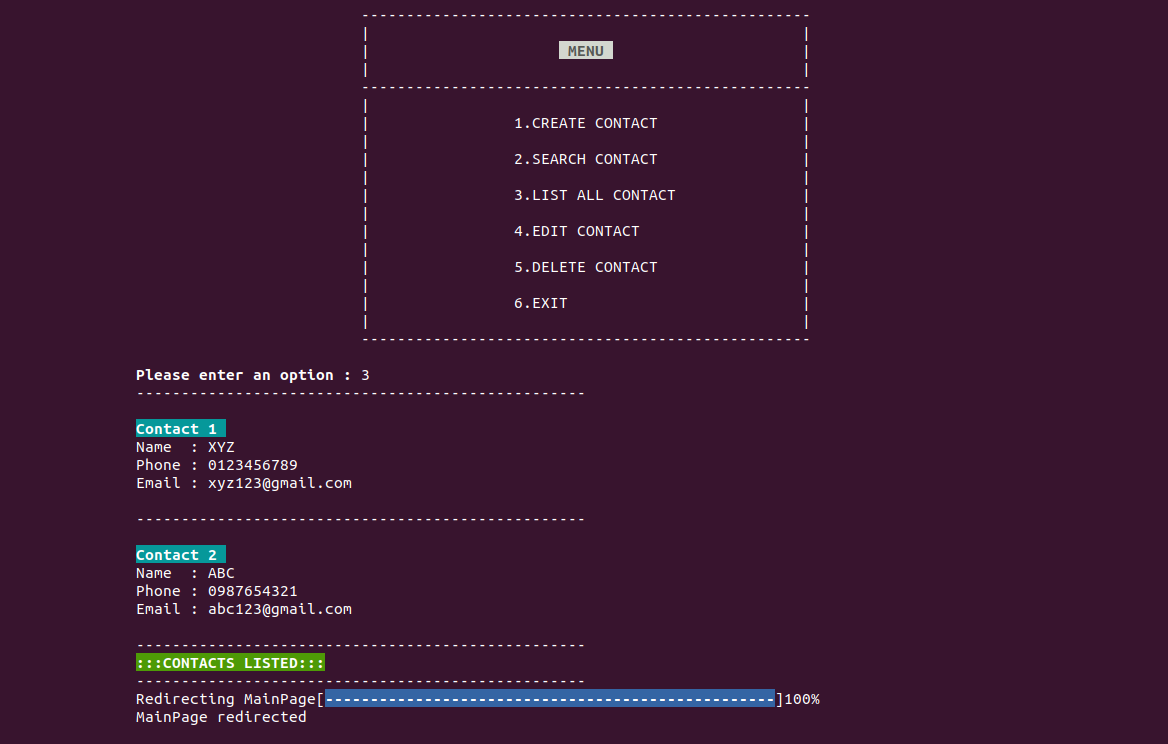 MENU
1.CREATE CONTACT
2.SEARCH CONTACT
3.LIST ALL CONTACT
4.EDIT CONTACT
5.DELETE CONTACT
6.EXIT
Please enter an option : 3
Contact 1
Name  : XYZ
Phone : 0123456789
Email : xyz123@gmail.com
Contact 2
Name  : ABC
Phone : 0987654321
Email : abc123@gmail.com
:::CONTACTS LISTED:::
Redirecting MainPage[--------------------------------------------------]100%
MainPage redirected